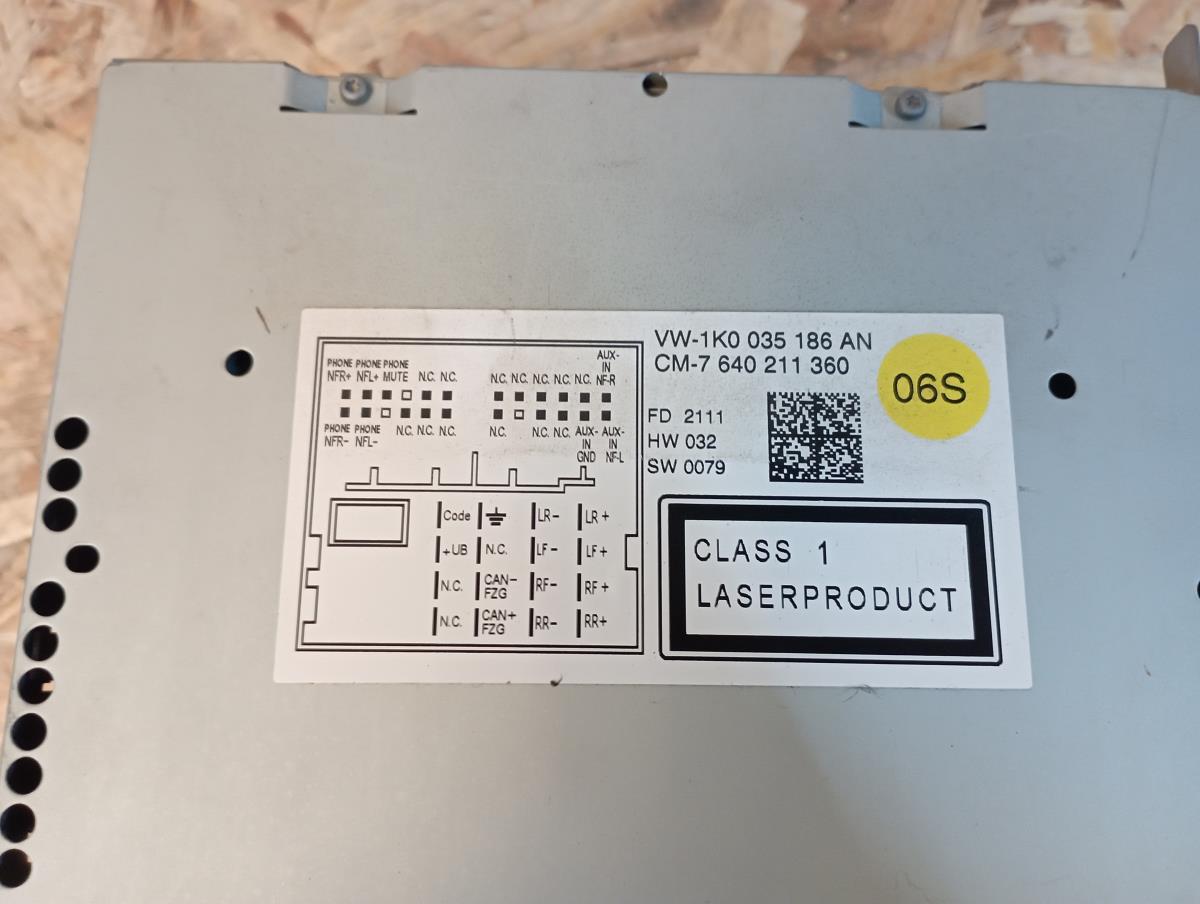 VW-1K0 035 186 AN
CM-7 640 211 360
06S
FD 2111
HW 032
SW 0079
CLASS 1
LASERPRODUCT
AUX-
PHONE PHONE PHONE IN
NFR+ NFL+ MUTE N.C. N.C. N.C. N.C. N.C. N.C. N.C. NF-R
PHONE PHONE N.C. N.C. N.C. N.C. N.C. N.C. AUX- AUX-
NFR- NFL- IN IN
GND NF-L
Code LR- LR+
+UB N.C. LF- LF+
N.C. CAN- FZG RF- RF+
N.C. CAN+ FZG RR- RR+